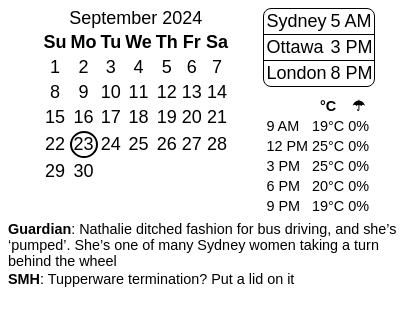 September 2024
Su Mo Tu We Th Fr Sa
1 2 3 4 5 6 7
8 9 10 11 12 13 14
15 16 17 18 19 20 21
22 23 24 25 26 27 28
29 30
Sydney 5 AM
Ottawa 3 PM
London 8 PM
°C ☂
9 AM 19°C 0%
12 PM 25°C 0%
3 PM 25°C 0%
6 PM 20°C 0%
9 PM 19°C 0%
Guardian: Nathalie ditched fashion for bus driving, and she’s
‘pumped’. She’s one of many Sydney women taking a turn
behind the wheel
SMH: Tupperware termination? Put a lid on it